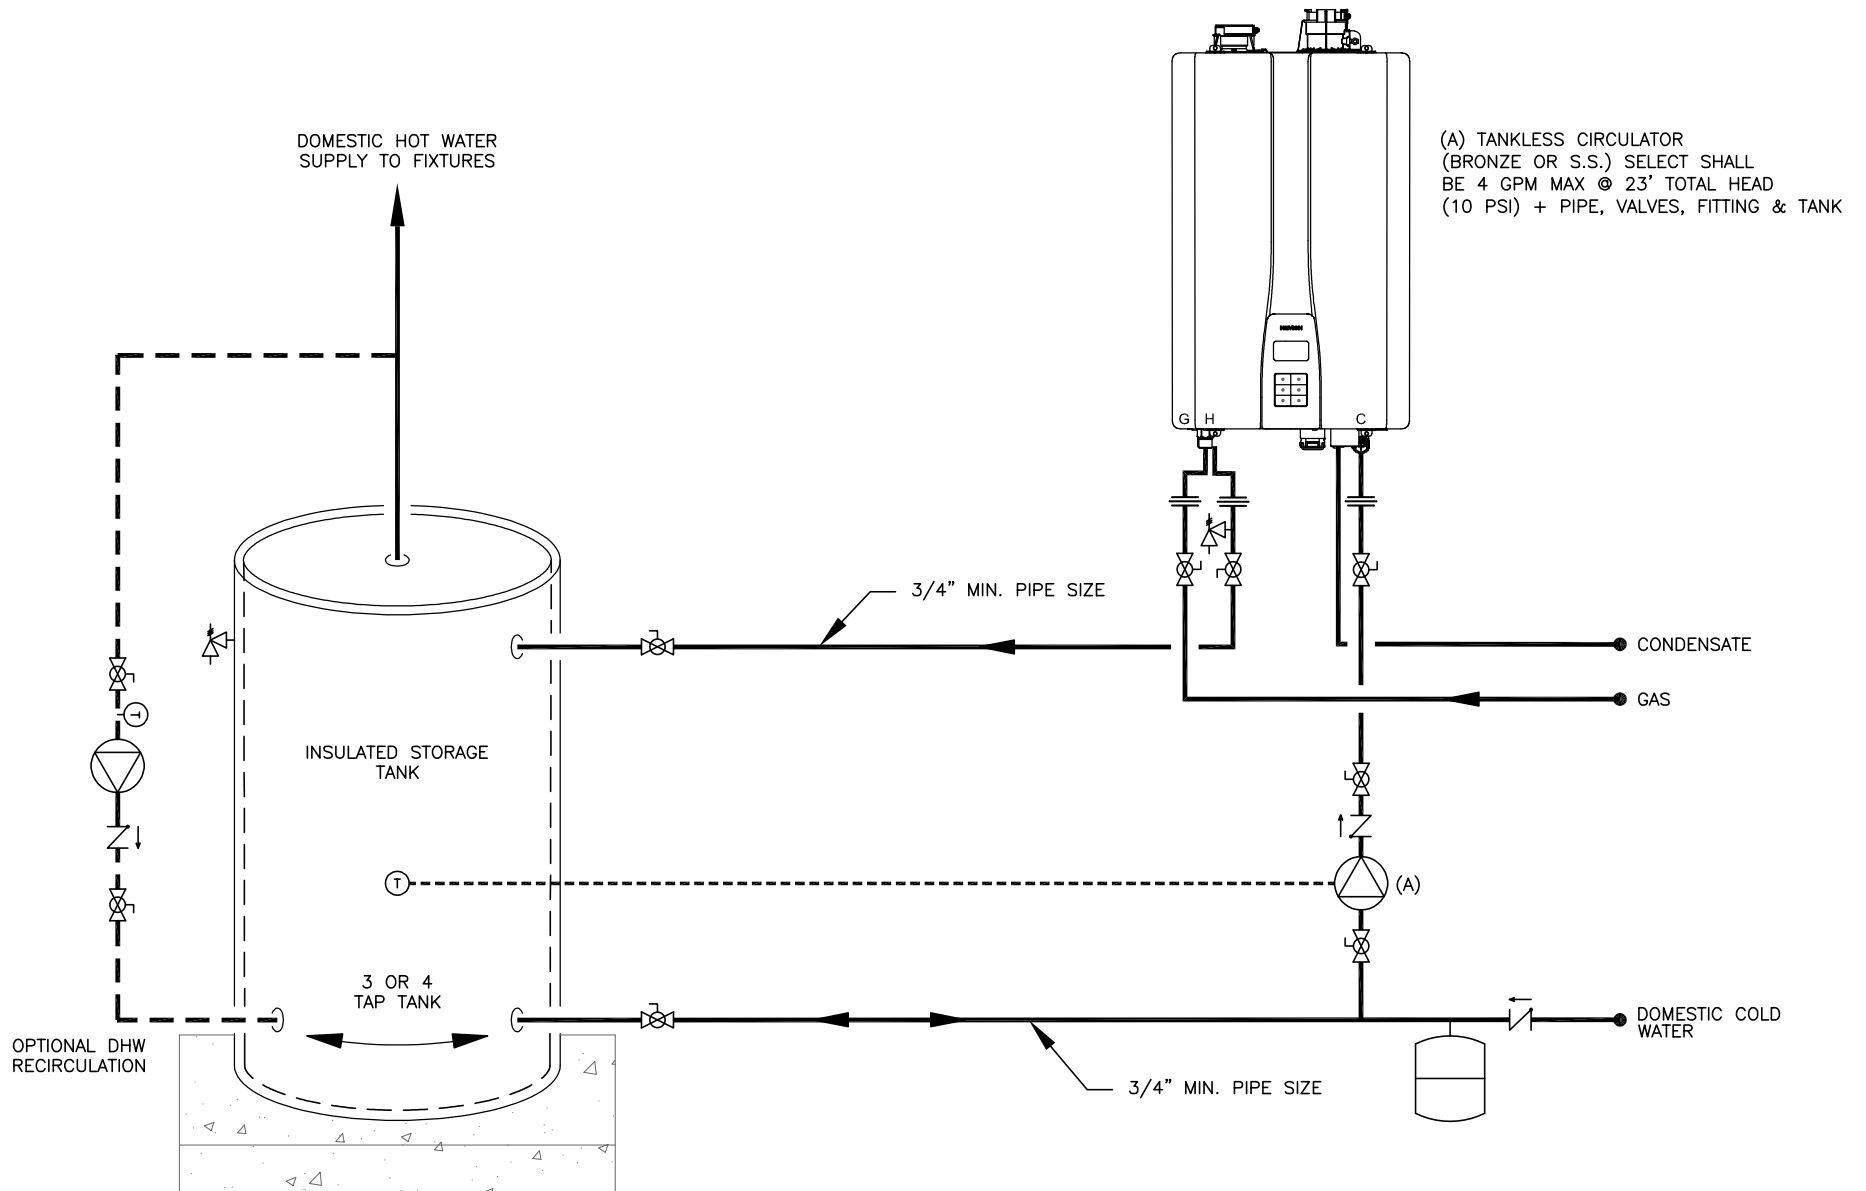 DOMESTIC HOT WATER
SUPPLY TO FIXTURES
(A) TANKLESS CIRCULATOR
(BRONZE OR S.S.) SELECT SHALL
BE 4 GPM MAX @ 23' TOTAL HEAD
(10 PSI) + PIPE, VALVES, FITTING & TANK
G H
C
3/4" MIN. PIPE SIZE
CONDENSATE
GAS
T
INSULATED STORAGE
TANK
T
(A)
3 OR 4
TAP TANK
DOMESTIC COLD
WATER
OPTIONAL DHW
RECIRCULATION
3/4" MIN. PIPE SIZE